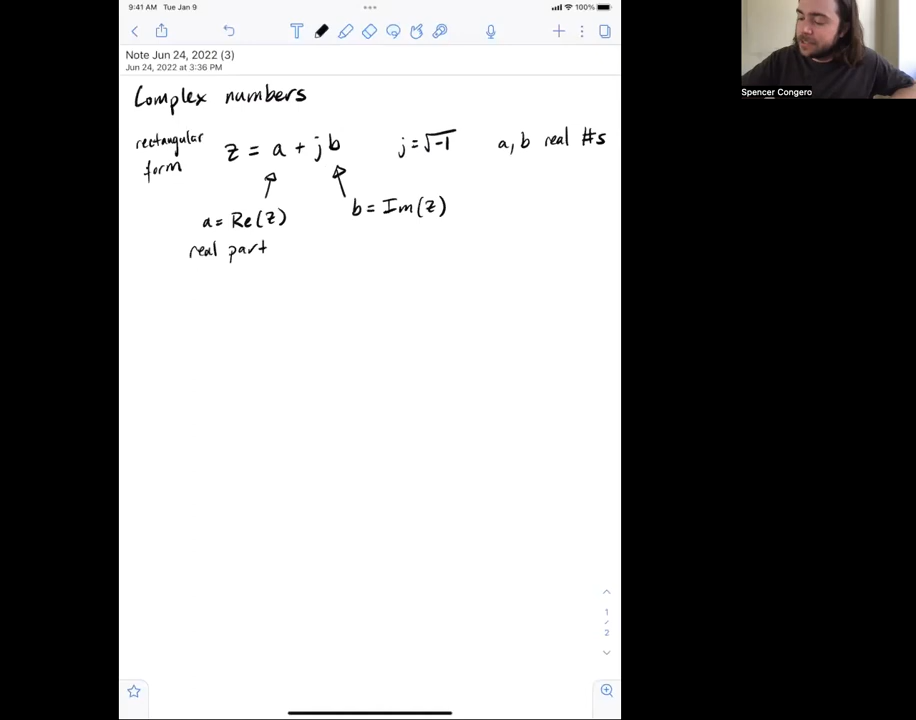 9:41 AM Tue Jan 9
100%
Note Jun 24, 2022 (3)
Jun 24, 2022 at 3:36 PM
Spencer Congero
Complex numbers
rectangular form
z = a + jb
j = √-1
a, b real #s
a = Re(z)
b = Im(z)
real part
1
2